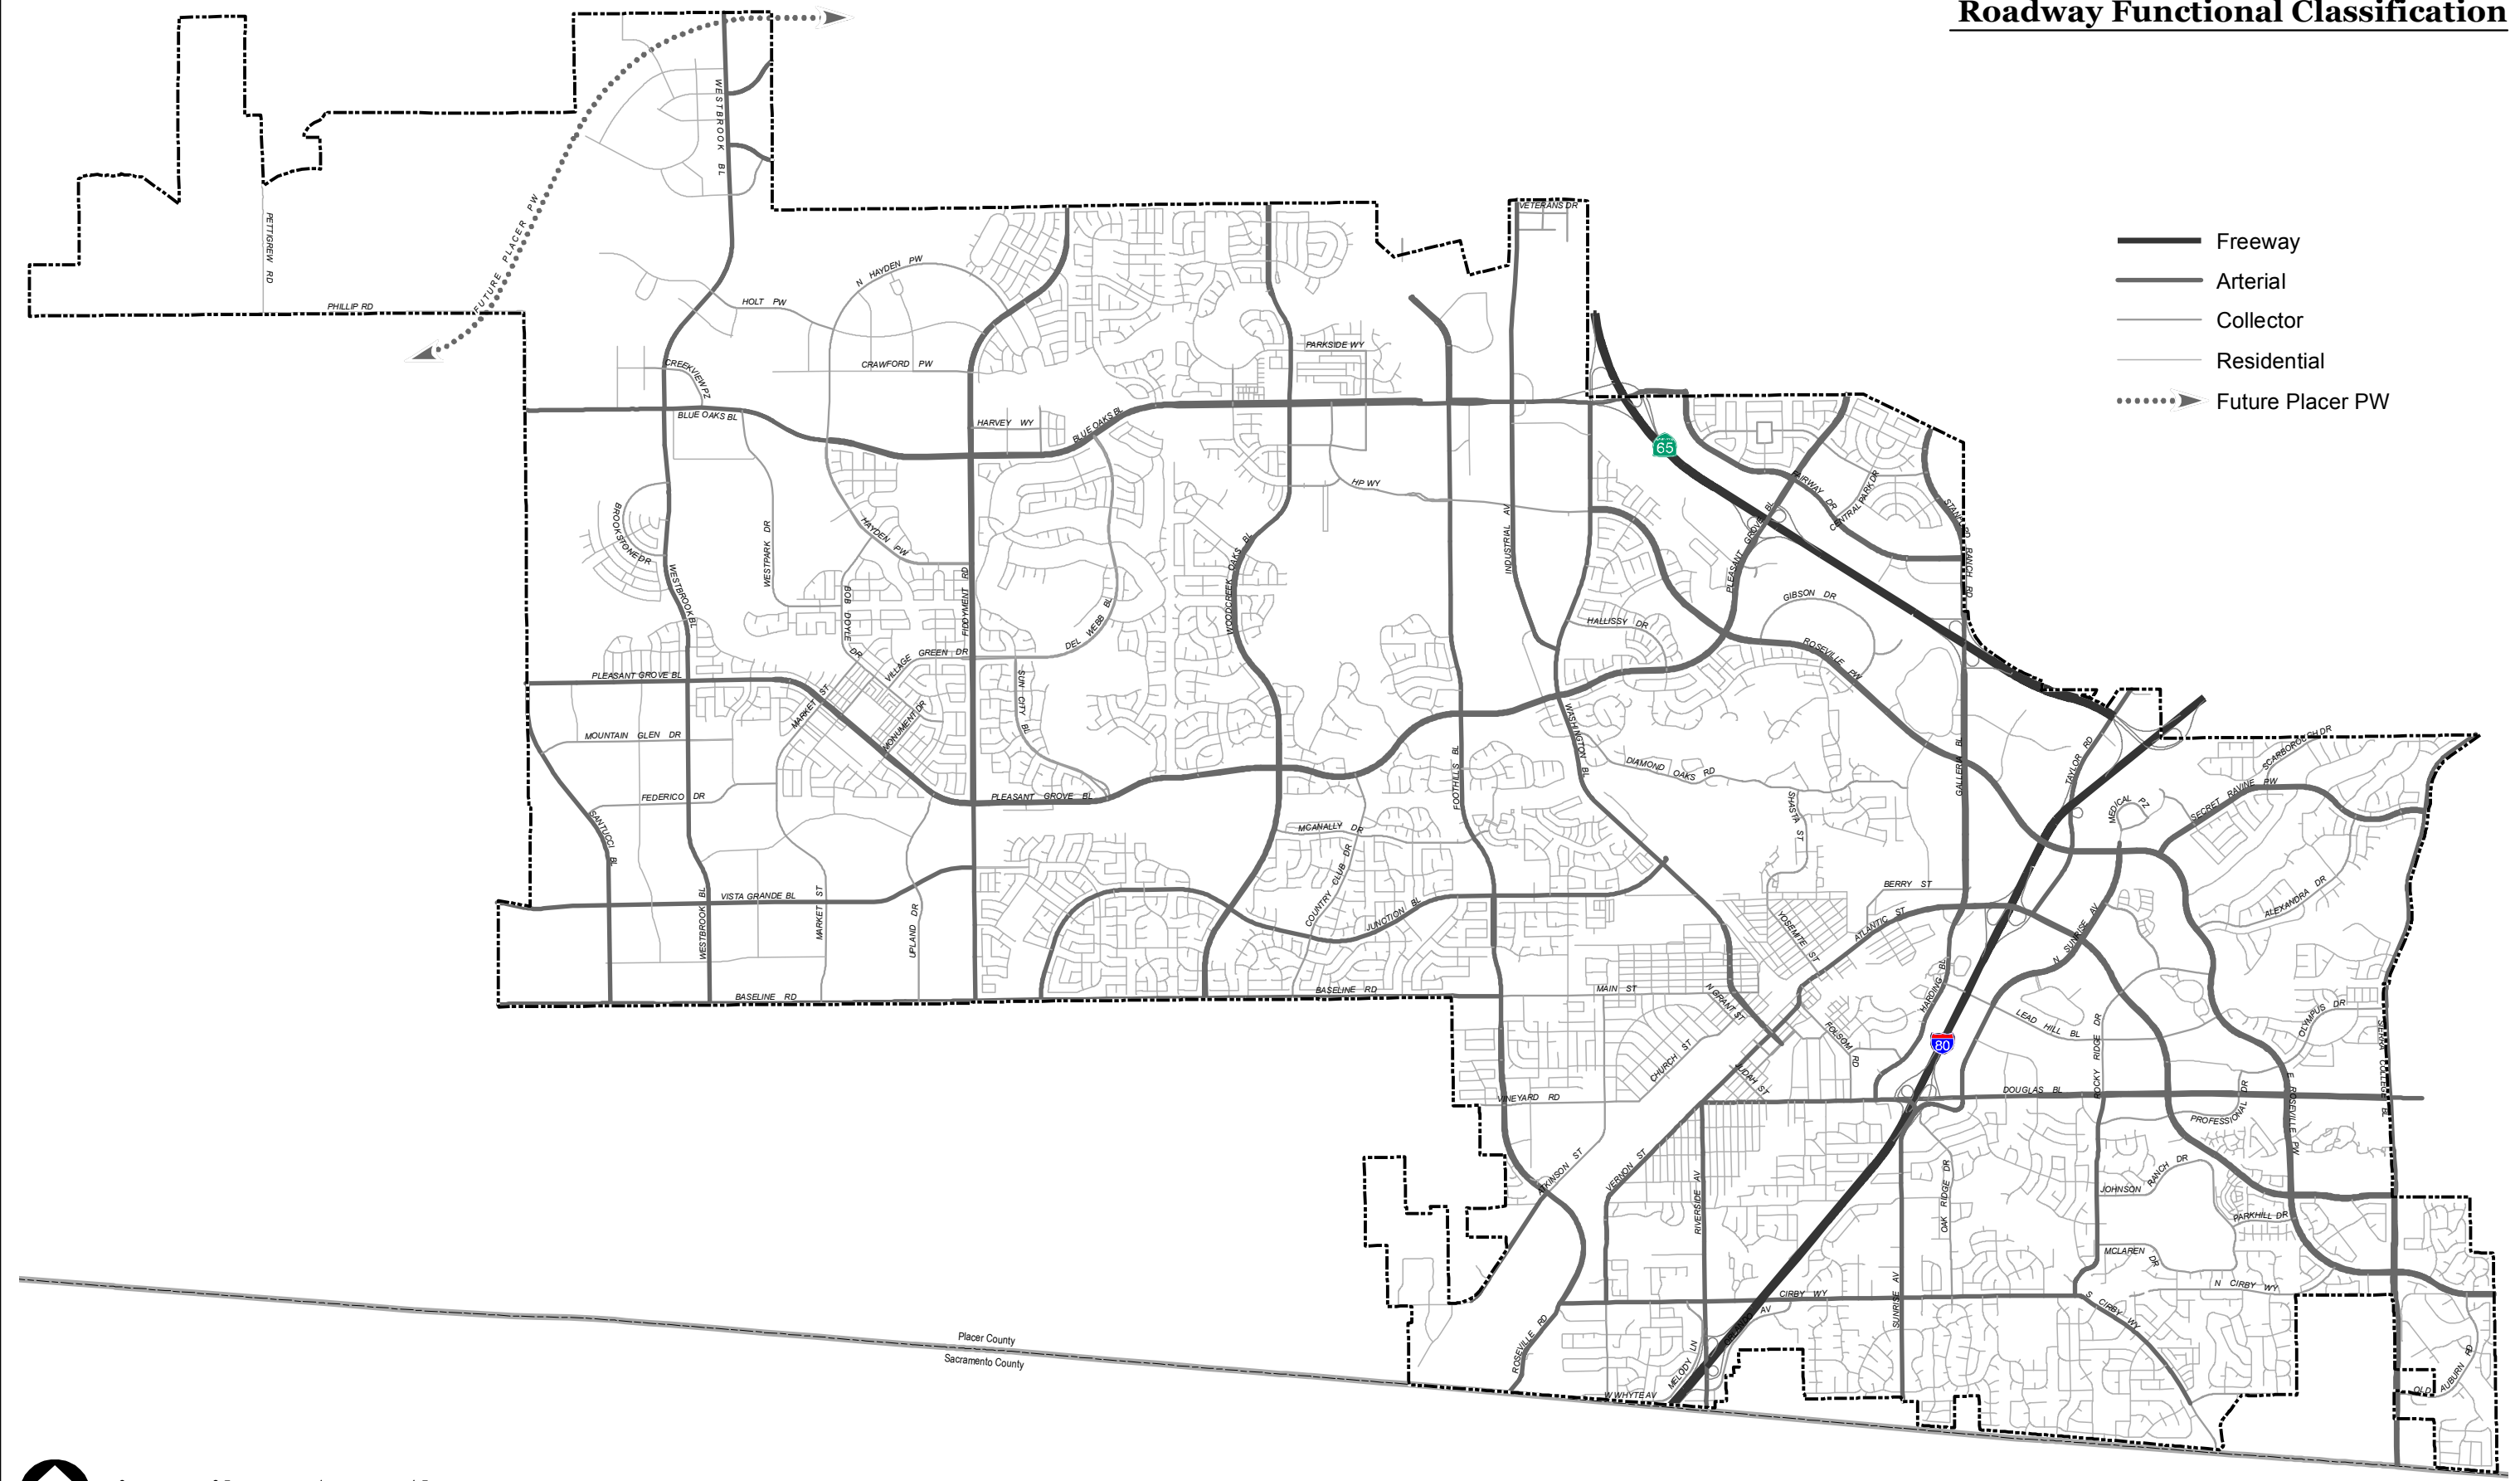 Roadway Functional Classification
Freeway
Arterial
Collector
Residential
Future Placer PW
WESTBROOK BL
PETTIGREW RD
FUTURE PLACER PW
PHILLIP RD
VETERANS DR
N HAYDEN PW
HOLT PW
CREEKVIEW PZ
CRAWFORD PW
PARKSIDE WY
BLUE OAKS BL
HARVEY WY
BLUE OAKS BL
65
HP WY
FAIRWAY DR
CENTRAL PARK DR
STANFORD RANCH RD
BROOKSTONE DR
WESTPARK DR
HAYDEN PW
WOODCREEK OAKS BL
INDUSTRIAL AV
PLEASANT GROVE BL
WESTBROOK BL
BOB DOYLE DR
FIDDYMENT RD
DEL WEBB BL
GIBSON DR
HALLISSY DR
ROSEVILLE PW
VILLAGE GREEN DR
PLEASANT GROVE BL
MARKET ST
SUN CITY BL
MONUMENT DR
MOUNTAIN GLEN DR
WASHINGTON BL
DIAMOND OAKS RD
FOOTHILLS BL
GALLERIA BL
TAYLOR RD
SCARBOROUGH DR
SECRET RAVINE PW
MEDICAL PZ
FEDERICO DR
PLEASANT GROVE BL
SANTUCCI BL
MCANALLY DR
SHASTA ST
COUNTRY CLUB DR
BERRY ST
ALEXANDRA DR
VISTA GRANDE BL
WESTBROOK BL
MARKET ST
UPLAND DR
JUNCTION BL
YOSEMITE ST
ATLANTIC ST
N SUNRISE AV
BASELINE RD
BASELINE RD
MAIN ST
N GRANT ST
HARDING BL
LEAD HILL BL
OLYMPUS DR
SIERRA COLLEGE BL
FOLSOM RD
80
ROCKY RIDGE DR
CHURCH ST
JUDAH ST
VINEYARD RD
DOUGLAS BL
PROFESSIONAL DR
E ROSEVILLE PW
ATKINSON ST
VERNON ST
RIVERSIDE AV
OAK RIDGE DR
JOHNSON RANCH DR
PARKHILL DR
MCLAREN DR
N CIRBY WY
SUNRISE AV
CIRBY WY
S CIRBY WY
ROSEVILLE RD
MELODY LN
W WHYTE AV
OLD AUBURN RD
Placer County
Sacramento County